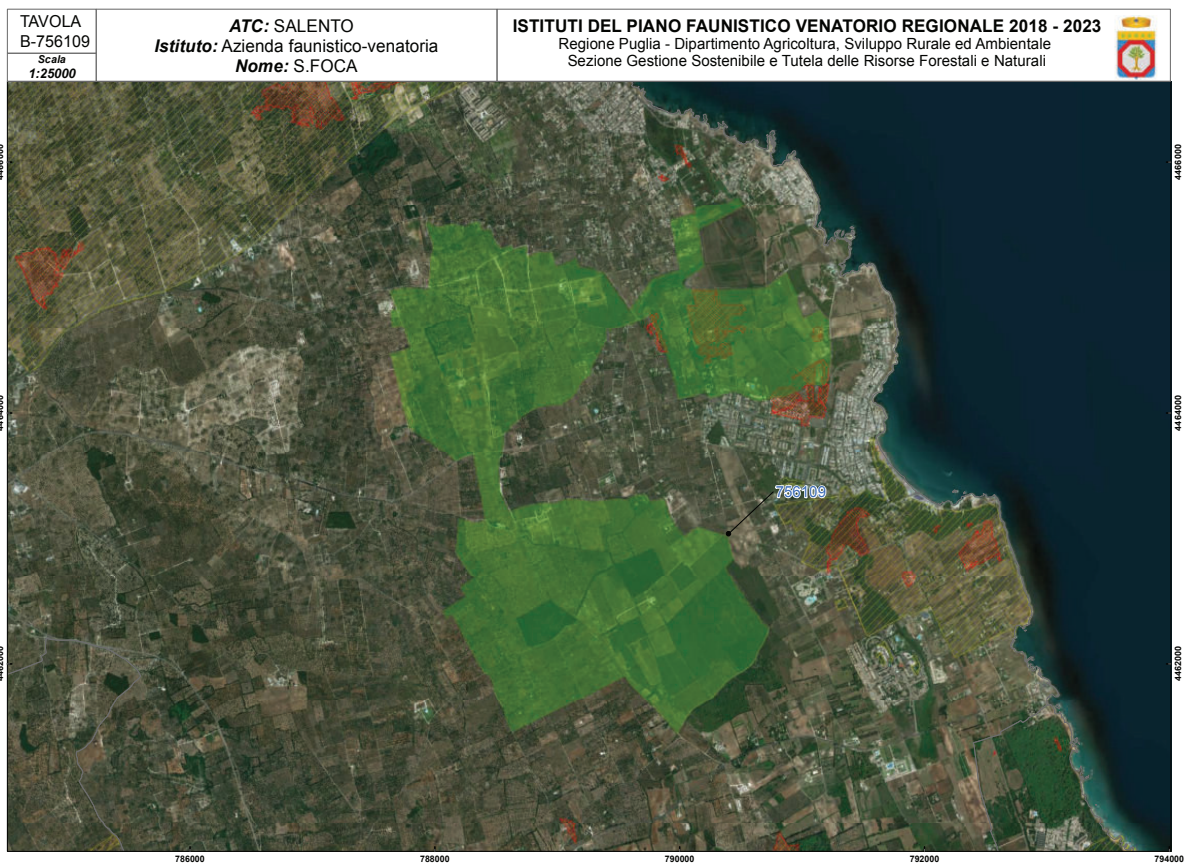 TAVOLA
B-756109
Scala
1:25000
ATC: SALENTO
Istituto: Azienda faunistico-venatoria
Nome: S.FOCA
ISTITUTI DEL PIANO FAUNISTICO VENATORIO REGIONALE 2018 - 2023
Regione Puglia - Dipartimento Agricoltura, Sviluppo Rurale ed Ambientale
Sezione Gestione Sostenibile e Tutela delle Risorse Forestali e Naturali
4466000
4464000
756109
4462000
786000
788000
790000
792000
794000